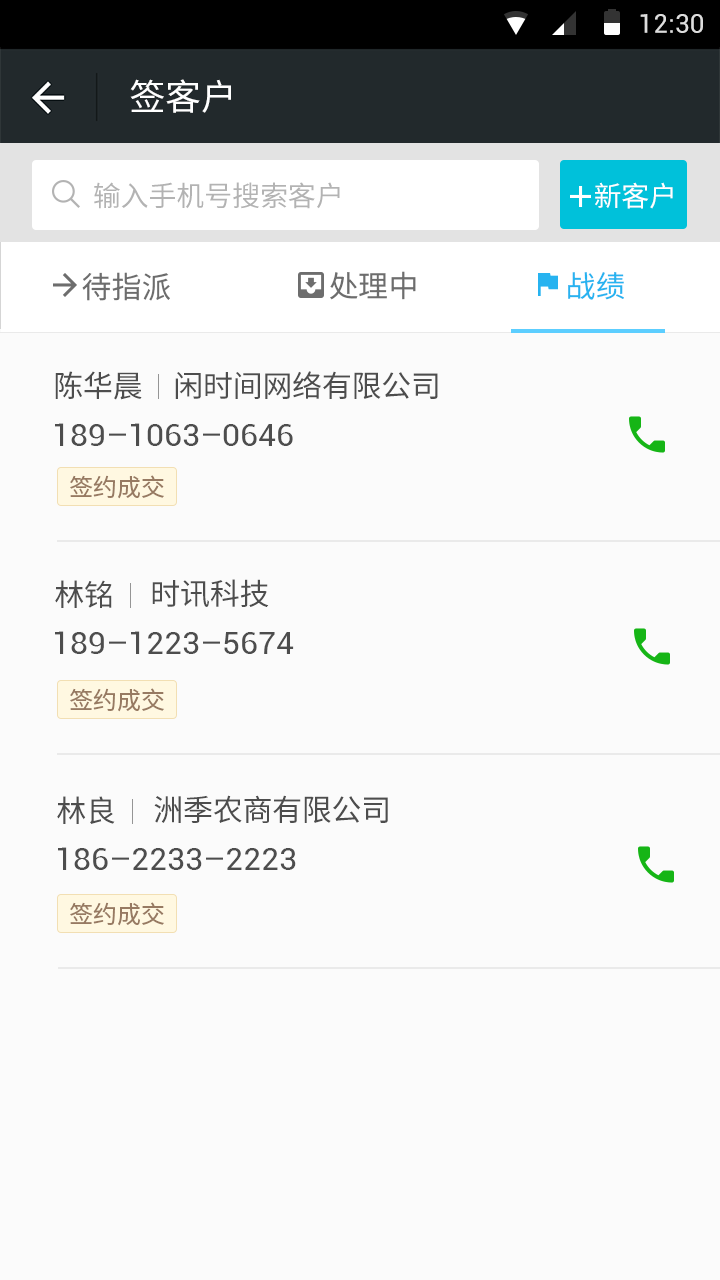 12:30
签客户
输入手机号搜索客户
+新客户
待指派 处理中 战绩
陈华晨 | 闲时间网络有限公司
189-1063-0646
签约成交
林铭 | 时讯科技
189-1223-5674
签约成交
林良 | 洲季农商有限公司
186-2233-2223
签约成交